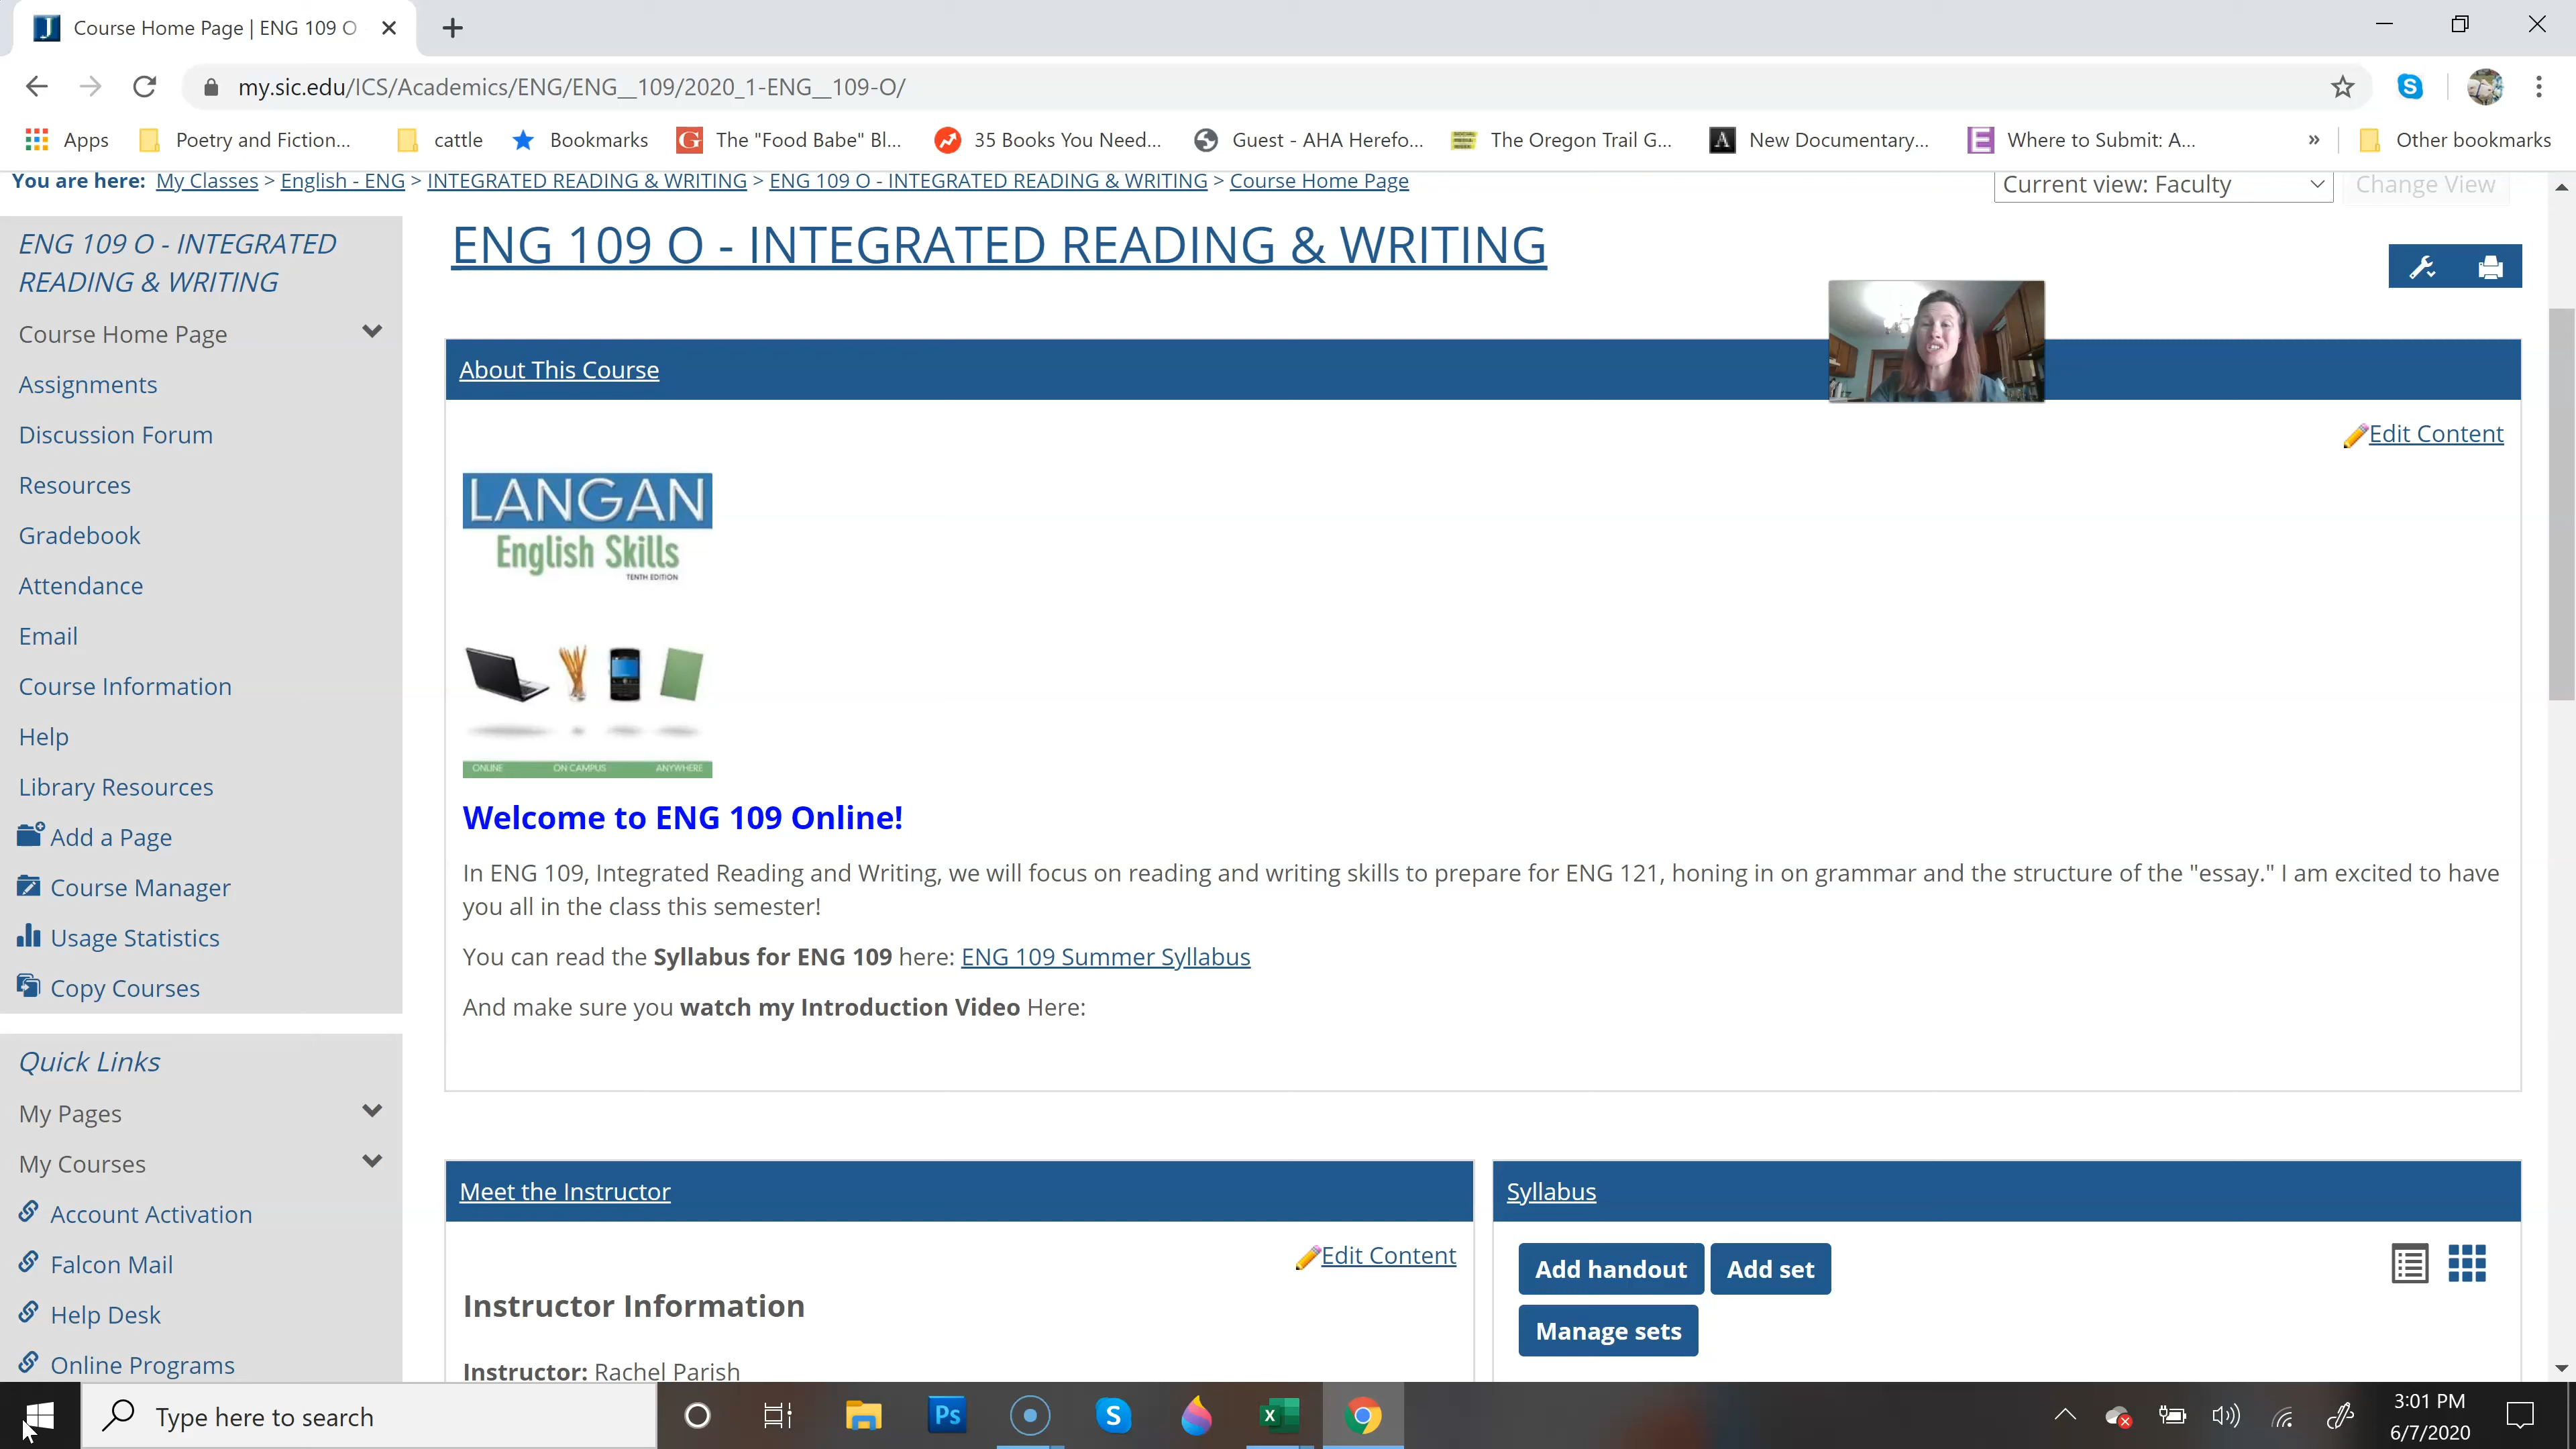 Course Home Page | ENG 109 O
my.sic.edu/ICS/Academics/ENG/ENG__109/2020_1-ENG__109-O/
Apps Poetry and Fiction... cattle Bookmarks The "Food Babe" Bl... 35 Books You Need... Guest - AHA Herefo... The Oregon Trail G... New Documentary... Where to Submit: A... » Other bookmarks
You are here: My Classes > English - ENG > INTEGRATED READING & WRITING > ENG 109 O - INTEGRATED READING & WRITING > Course Home Page
Current view: Faculty Change View
ENG 109 O - INTEGRATED
READING & WRITING
Course Home Page
Assignments
Discussion Forum
Resources
Gradebook
Attendance
Email
Course Information
Help
Library Resources
Add a Page
Course Manager
Usage Statistics
Copy Courses
Quick Links
My Pages
My Courses
Account Activation
Falcon Mail
Help Desk
Online Programs
ENG 109 O - INTEGRATED READING & WRITING
About This Course
Edit Content
LANGAN
English Skills
TENTH EDITION
ONLINE ON CAMPUS ANYWHERE
Welcome to ENG 109 Online!
In ENG 109, Integrated Reading and Writing, we will focus on reading and writing skills to prepare for ENG 121, honing in on grammar and the structure of the "essay." I am excited to have
you all in the class this semester!
You can read the Syllabus for ENG 109 here: ENG 109 Summer Syllabus
And make sure you watch my Introduction Video Here:
Meet the Instructor
Edit Content
Instructor Information
Instructor: Rachel Parish
Syllabus
Add handout Add set
Manage sets
Type here to search
Ps
3:01 PM
6/7/2020